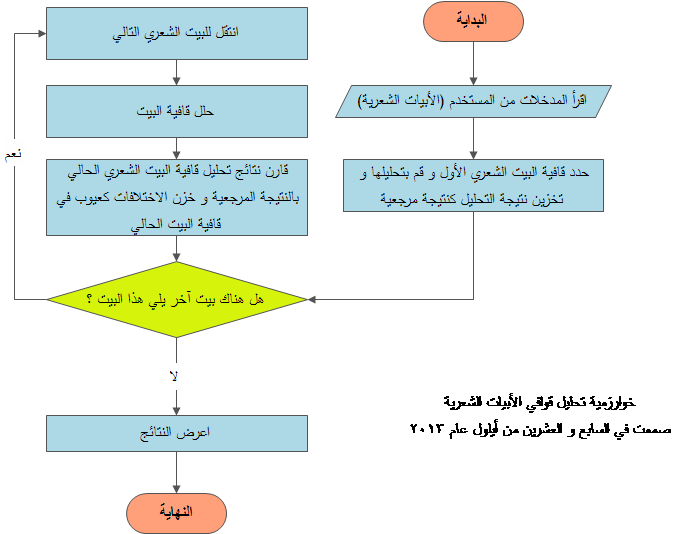 البداية
اقرأ المدخلات من المستخدم (الأبيات الشعرية)
حدد قافية البيت الشعري الأول و قم بتحليلها و
تخزين نتيجة التحليل كنتيجة مرجعية
انتقل للبيت الشعري التالي
حلل قافية البيت
قارن نتائج تحليل قافية البيت الشعري الحالي
بالنتيجة المرجعية و خزن الاختلافات كعيوب في
قافية البيت الحالي
هل هناك بيت آخر يلي هذا البيت ؟
نعم
لا
اعرض النتائج
النهاية
خوارزمية تحليل قوافي الأبيات الشعرية
صممت في السابع و العشرين من أيلول عام ٢٠١٣